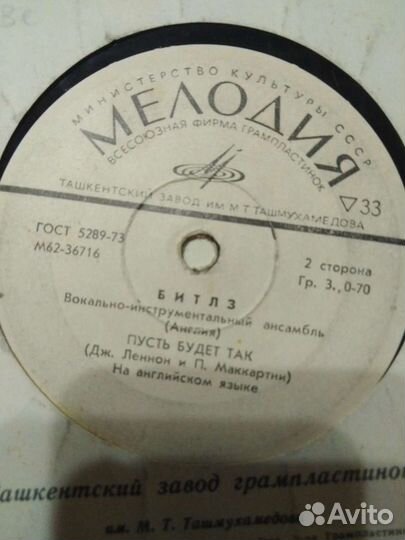 МИНИСТЕРСТВО КУЛЬТУРЫ СССР
МЕЛОДИЯ
ВСЕСОЮЗНАЯ ФИРМА ГРАМПЛАСТИНОК
ТАШКЕНТСКИЙ ЗАВОД ИМ М Т ТАШМУХАМЕДОВА
▽33
ГОСТ 5289-73
М62-36716
2 сторона
Гр. 3., 0-70
БИТЛЗ
Вокально-инструментальный ансамбль
(Англия)
ПУСТЬ БУДЕТ ТАК
(Дж. Леннон и П. Маккартни)
На английском языке
Ташкентский завод грампластинок
им. М. Т. Ташмухамедова
Avito